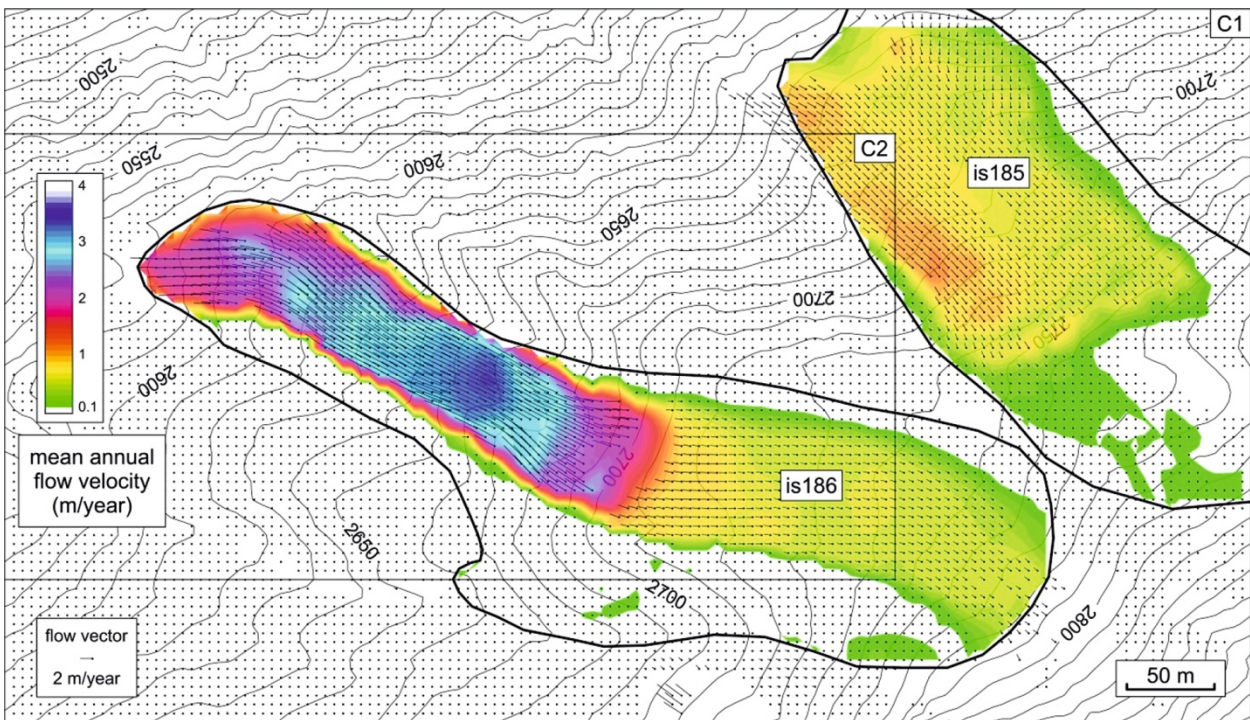 C1
2500
2700
2550
2600
C2
is185
4
3
2
1
0.1
2650
2700
2600
2750
mean annual
flow velocity
(m/year)
2700
is186
2650
2700
2800
flow vector
2 m/year
50 m